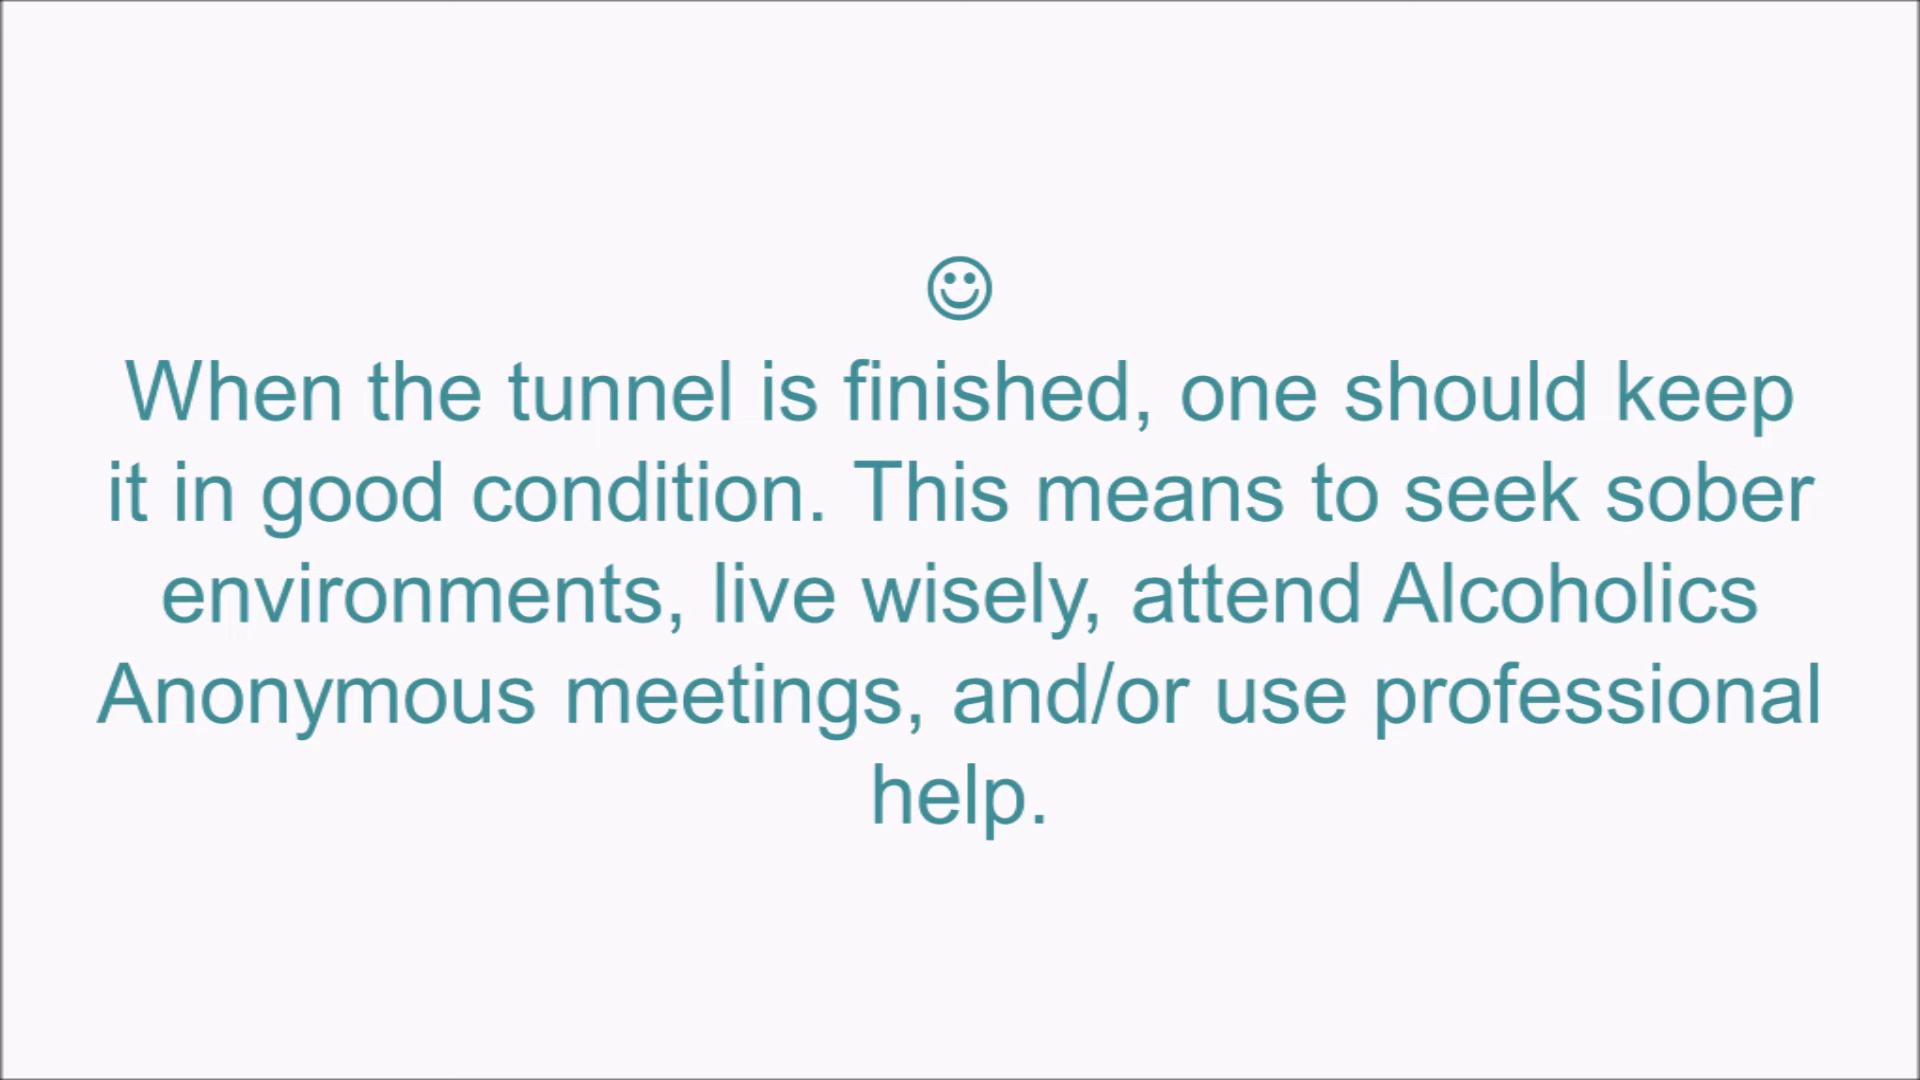 ☺
When the tunnel is finished, one should keep
it in good condition. This means to seek sober
environments, live wisely, attend Alcoholics
Anonymous meetings, and/or use professional
help.